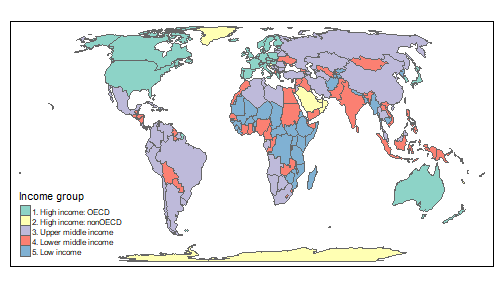 Income group
1. High income: OECD
2. High income: nonOECD
3. Upper middle income
4. Lower middle income
5. Low income